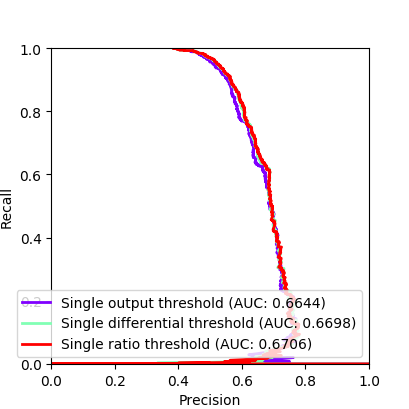 1.0
0.8
0.6
0.4
0.2
0.0
Recall
Single output threshold (AUC: 0.6644)
Single differential threshold (AUC: 0.6698)
Single ratio threshold (AUC: 0.6706)
0.0 0.2 0.4 0.6 0.8 1.0
Precision